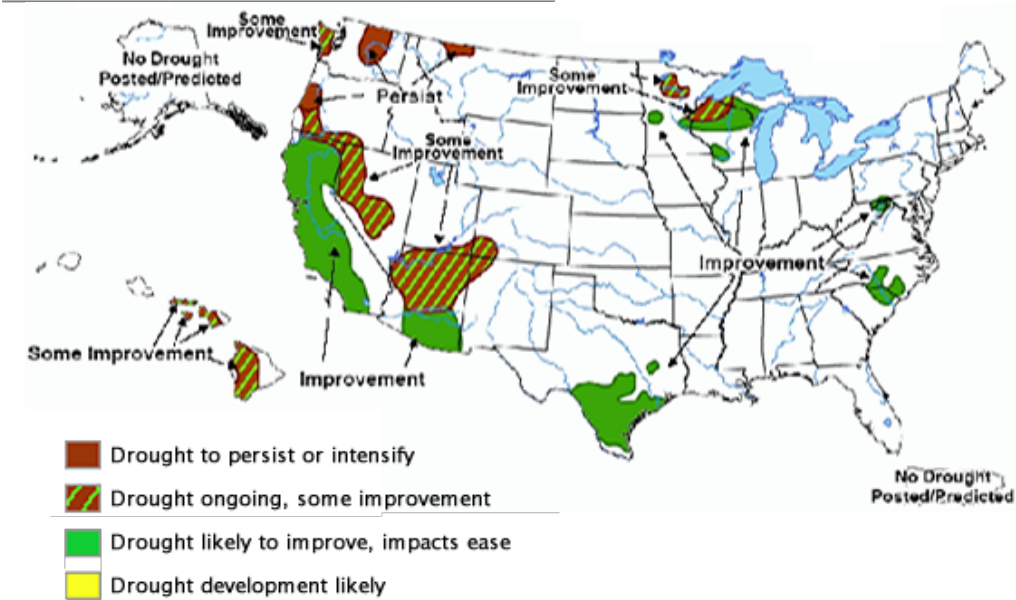 Some
Improvement
No Drought
Posted/Predicted
Persist
Some
Improvement
Some
Improvement
Improvement
Some Improvement
Improvement
No Drought
Posted/Predicted
Drought to persist or intensify
Drought ongoing, some improvement
Drought likely to improve, impacts ease
Drought development likely